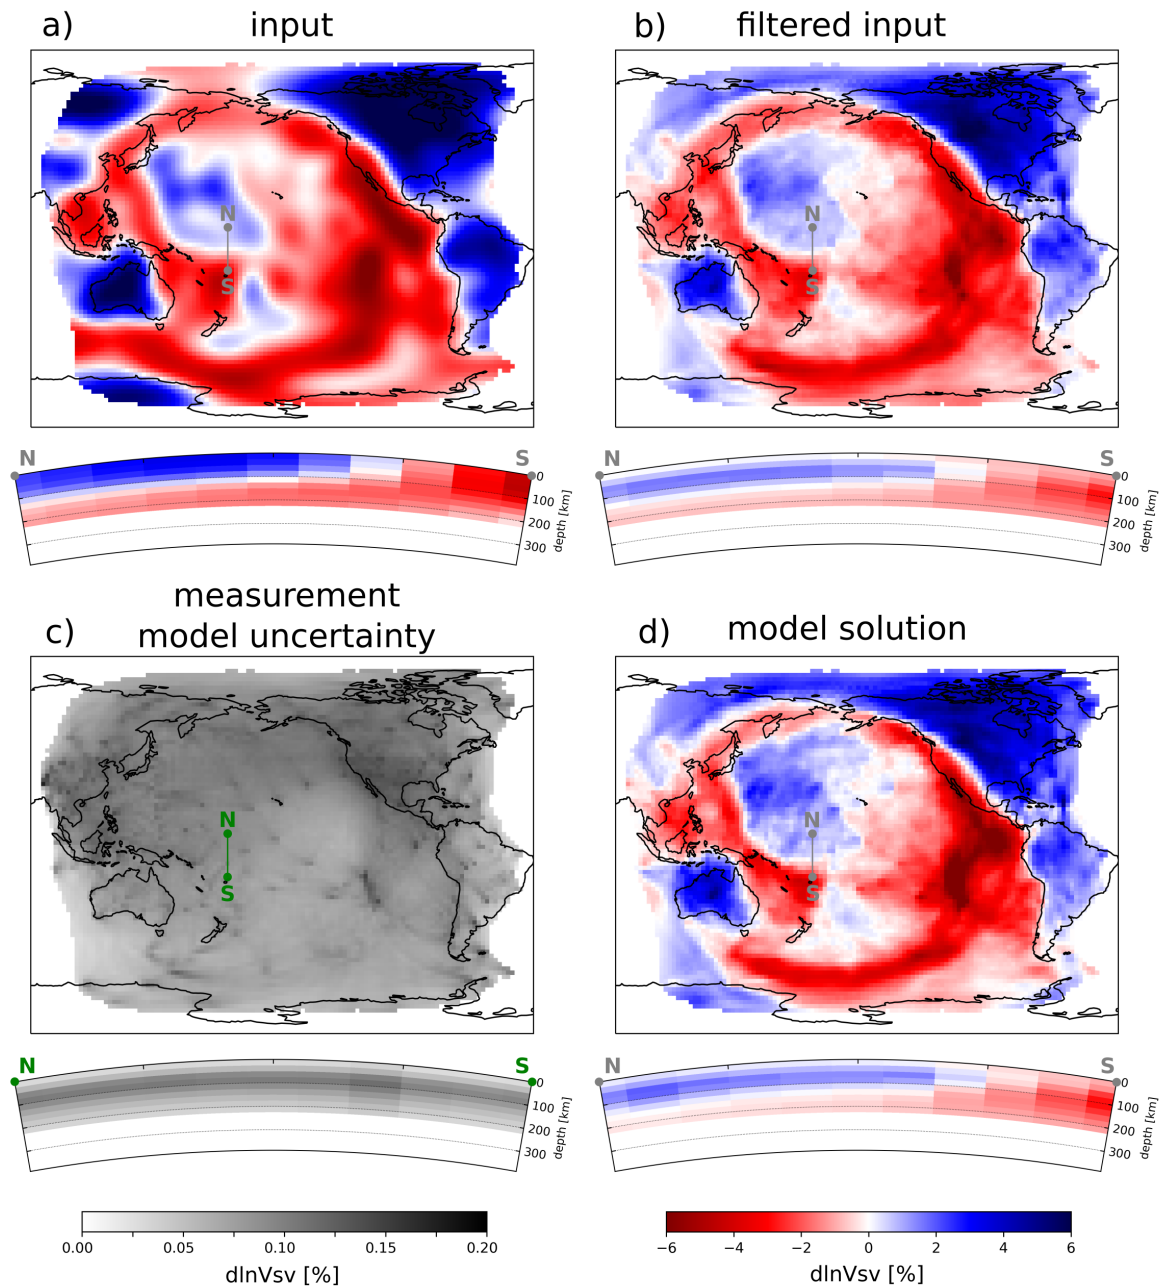 a) input
b) filtered input
N
S
N
S
N S
0
100
200
300
depth [km]
N S
0
100
200
300
depth [km]
measurement
c) model uncertainty
d) model solution
N
S
N
S
N S
0
100
200
300
depth [km]
N S
0
100
200
300
depth [km]
0.00 0.05 0.10 0.15 0.20
dlnVsv [%]
−6 −4 −2 0 2 4 6
dlnVsv [%]